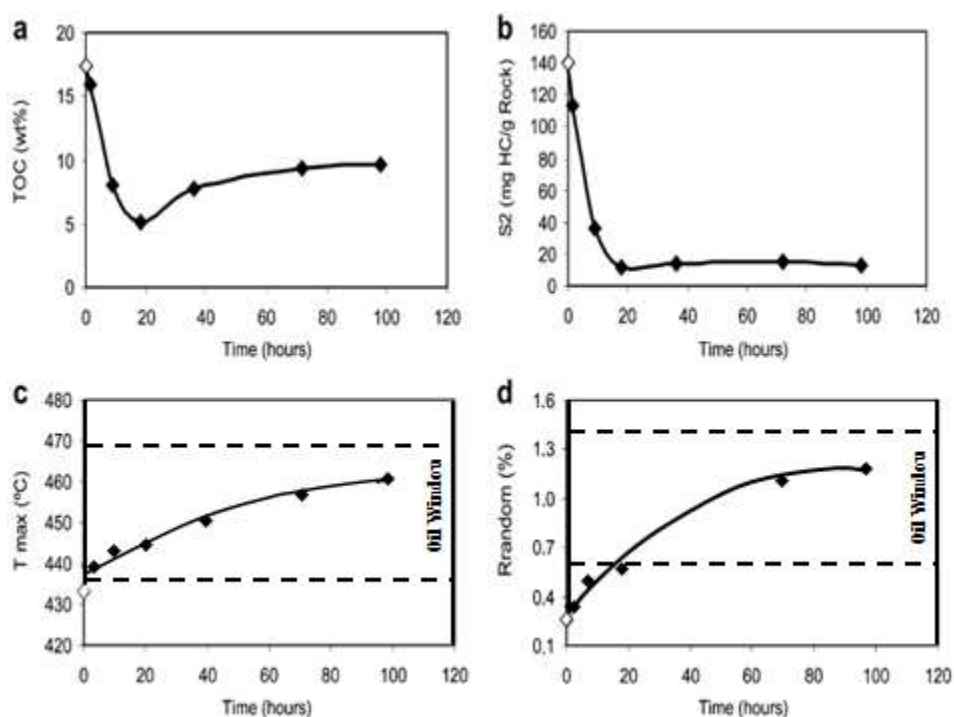 a
TOC (wt%)
20
15
10
5
0
0 20 40 60 80 100 120
Time (hours)
b
S2 (mg HC/g Rock)
160
140
120
100
80
60
40
20
0
0 20 40 60 80 100 120
Time (hours)
c
T max (ºC)
480
470
460
450
440
430
420
0 20 40 60 80 100 120
Time (hours)
Oil Windou
d
Rrandom (%)
1.6
1.3
1.0
0.7
0.4
0.1
0 20 40 60 80 100 120
Time (hours)
Oil Windou